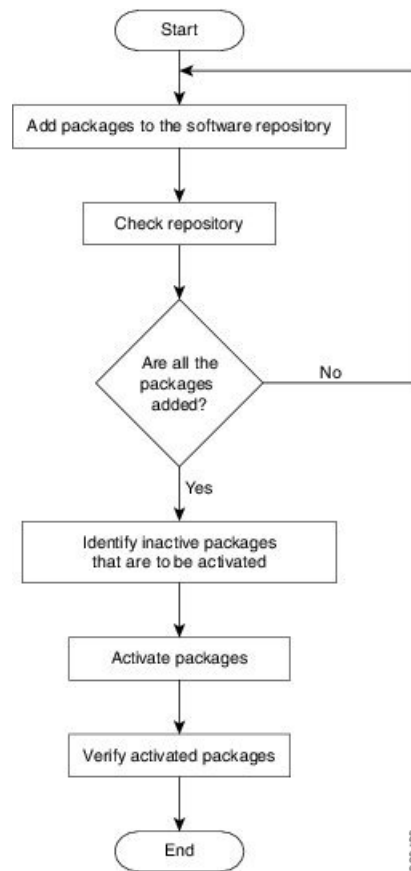 Start
Add packages to the software repository
Check repository
Are all the
packages
added?
No
Yes
Identify inactive packages
that are to be activated
Activate packages
Verify activated packages
End